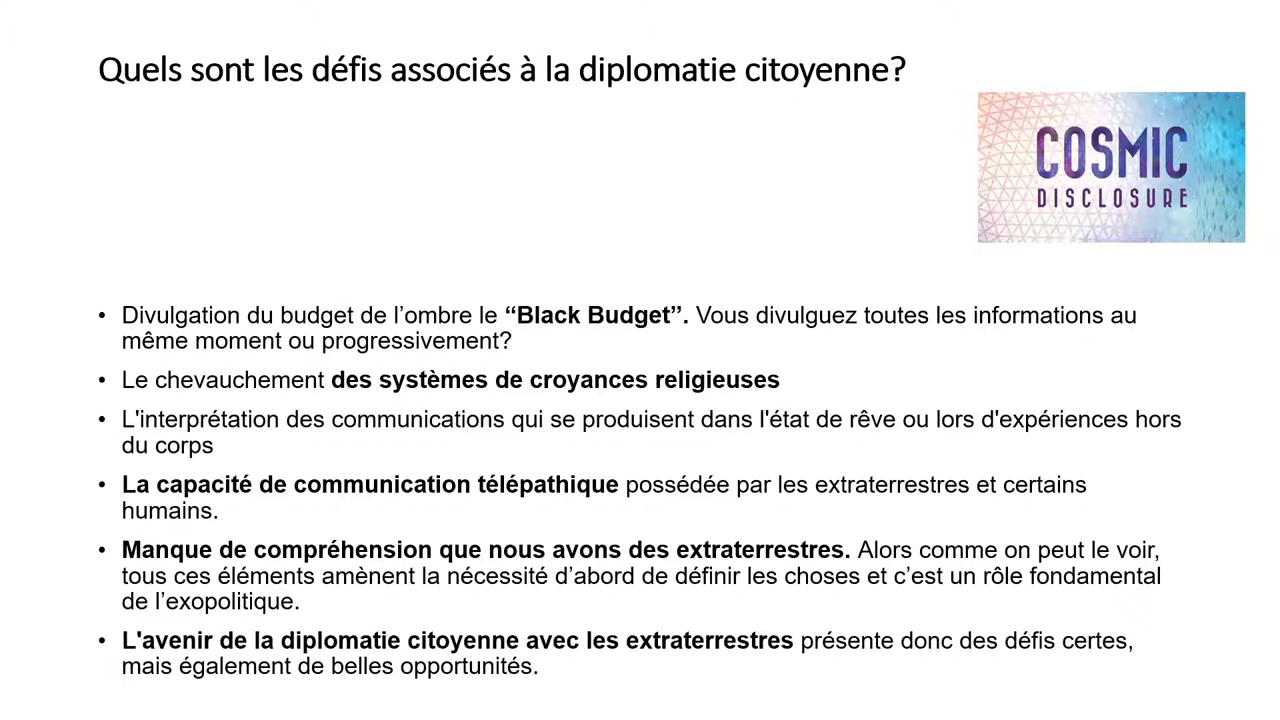 Quels sont les défis associés à la diplomatie citoyenne?
COSMIC
DISCLOSURE
• Divulgation du budget de l’ombre le “Black Budget”. Vous divulguez toutes les informations au
même moment ou progressivement?
• Le chevauchement des systèmes de croyances religieuses
• L'interprétation des communications qui se produisent dans l'état de rêve ou lors d'expériences hors
du corps
• La capacité de communication télépathique possédée par les extraterrestres et certains
humains.
• Manque de compréhension que nous avons des extraterrestres. Alors comme on peut le voir,
tous ces éléments amènent la nécessité d’abord de définir les choses et c’est un rôle fondamental
de l’exopolitique.
• L'avenir de la diplomatie citoyenne avec les extraterrestres présente donc des défis certes,
mais également de belles opportunités.